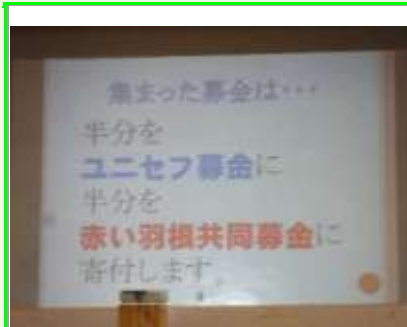 集まった募金は・・・
半分を
ユニセフ募金に
半分を
赤い羽根共同募金に
寄付します。